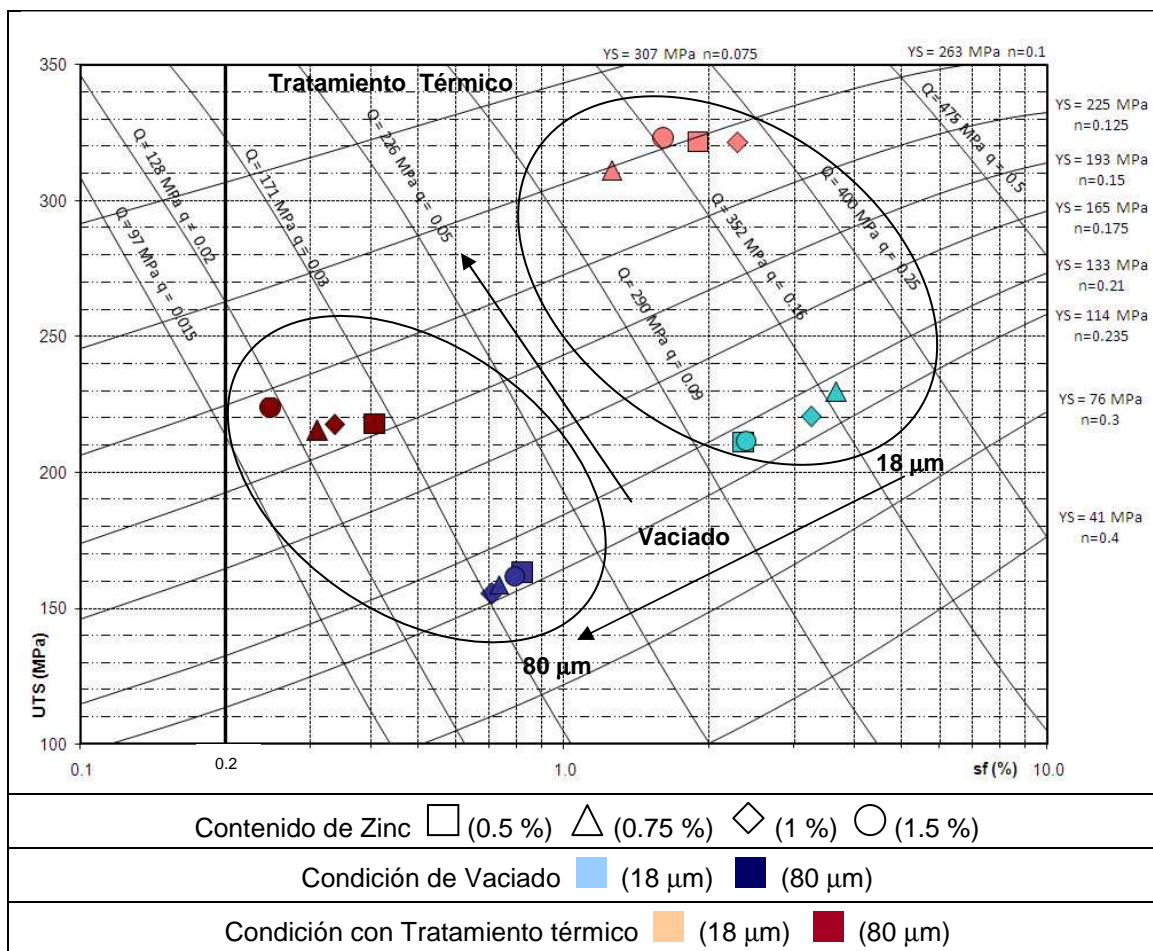 YS = 307 MPa n=0.075
YS = 263 MPa n=0.1
350
Tratamiento Térmico
Q = 97 MPa q = 0.015
Q = 128 MPa q = 0.02
Q = 171 MPa q = 0.03
Q = 226 MPa q = 0.05
Q = 290 MPa q = 0.09
Q = 352 MPa q = 0.16
Q = 400 MPa q = 0.25
Q = 475 MPa q = 0.5
YS = 225 MPa
n=0.125
YS = 193 MPa
n=0.15
YS = 165 MPa
n=0.175
YS = 133 MPa
n=0.21
YS = 114 MPa
n=0.235
YS = 76 MPa
n=0.3
YS = 41 MPa
n=0.4
300
250
200
150
100
UTS (MPa)
18 µm
Vaciado
80 µm
0.1
0.2
1.0
sf (%)
10.0
Contenido de Zinc (0.5 %) (0.75 %) (1 %) (1.5 %)
Condición de Vaciado (18 µm) (80 µm)
Condición con Tratamiento térmico (18 µm) (80 µm)